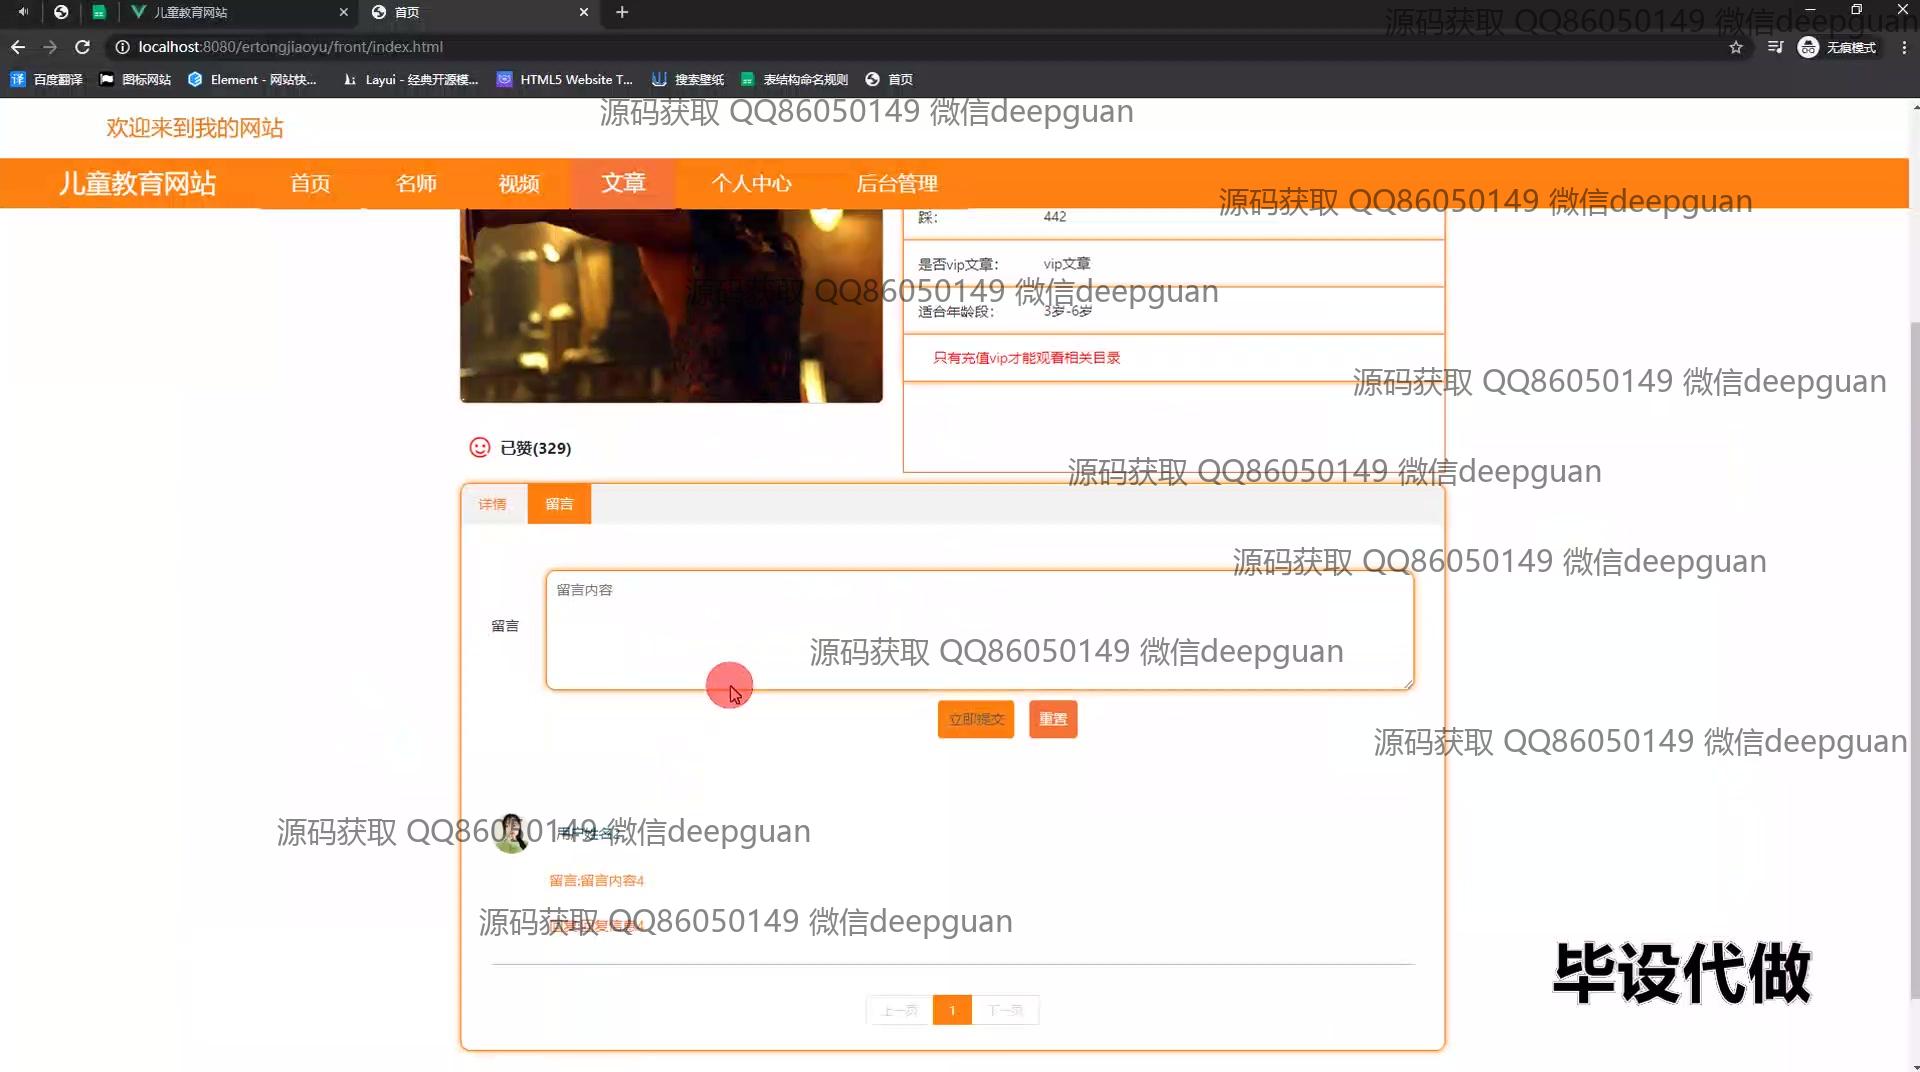 儿童教育网站
首页
localhost:8080/ertongjiaoyu/front/index.html
无痕模式
百度翻译
图标网站
Element - 网站快...
Layui - 经典开源模...
HTML5 Website T...
搜索壁纸
表结构命名规则
首页
源码获取 QQ86050149 微信deepguan
源码获取 QQ86050149 微信deepguan
欢迎来到我的网站
儿童教育网站
首页
名师
视频
文章
个人中心
后台管理
源码获取 QQ86050149 微信deepguan
踩：
442
是否vip文章：
vip文章
源码获取 QQ86050149 微信deepguan
适合年龄段：
3岁-6岁
只有充值vip才能观看相关目录
源码获取 QQ86050149 微信deepguan
已赞(329)
源码获取 QQ86050149 微信deepguan
详情
留言
源码获取 QQ86050149 微信deepguan
留言内容
留言
源码获取 QQ86050149 微信deepguan
立即提交
重置
源码获取 QQ86050149 微信deepguan
源码获取 QQ86050149 微信deepguan
留言:留言内容4
源码获取 QQ86050149 微信deepguan
毕设代做
上一页
1
下一页